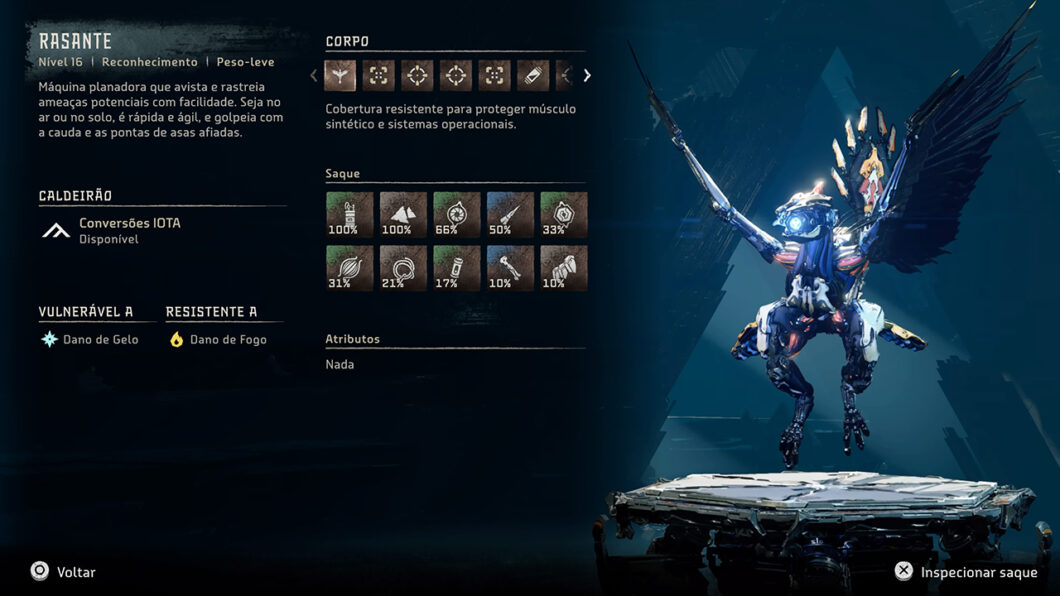 RASANTE
Nível 16 | Reconhecimento | Peso-leve
Máquina planadora que avista e rastreia
ameaças potenciais com facilidade. Seja no
ar ou no solo, é rápida e ágil, e golpeia com
a cauda e as pontas de asas afiadas.
CALDEIRÃO
Conversões IOTA
Disponível
VULNERÁVEL A
Dano de Gelo
RESISTENTE A
Dano de Fogo
CORPO
Cobertura resistente para proteger músculo
sintético e sistemas operacionais.
Saque
100% 100% 66% 50% 33%
31% 21% 17% 10% 10%
Atributos
Nada
Voltar
Inspecionar saque